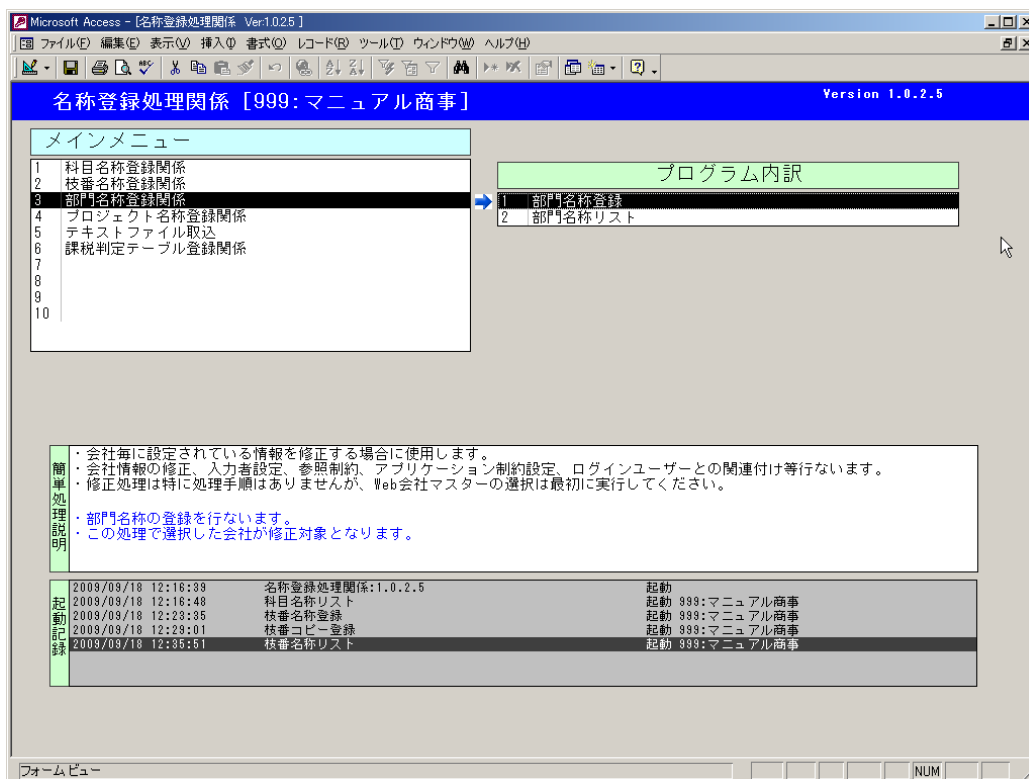 Microsoft Access - [名称登録処理関係 Ver:1.0.2.5 ]
ファイル(F) 編集(E) 表示(V) 挿入(I) 書式(O) レコード(R) ツール(T) ウィンドウ(W) ヘルプ(H)
名称登録処理関係 [999:マニュアル商事]
Version 1.0.2.5
メインメニュー
1 科目名称登録関係
2 枝番名称登録関係
3 部門名称登録関係
4 プロジェクト名称登録関係
5 テキストファイル取込
6 課税判定テーブル登録関係
7
8
9
10
プログラム内訳
1 部門名称登録
2 部門名称リスト
簡単処理説明
・会社毎に設定されている情報を修正する場合に使用します。
・会社情報の修正、入力者設定、参照制約、アプリケーション制約設定、ログインユーザーとの関連付け等行ないます。
・修正処理は特に処理手順はありませんが、Web会社マスターの選択は最初に実行してください。
・部門名称の登録を行ないます。
・この処理で選択した会社が修正対象となります。
起動記録
2009/09/18 12:16:39 名称登録処理関係:1.0.2.5 起動
2009/09/18 12:16:48 科目名称リスト 起動 999:マニュアル商事
2009/09/18 12:23:35 枝番名称登録 起動 999:マニュアル商事
2009/09/18 12:29:01 枝番コピー登録 起動 999:マニュアル商事
2009/09/18 12:35:51 枝番名称リスト 起動 999:マニュアル商事
フォーム ビュー
NUM